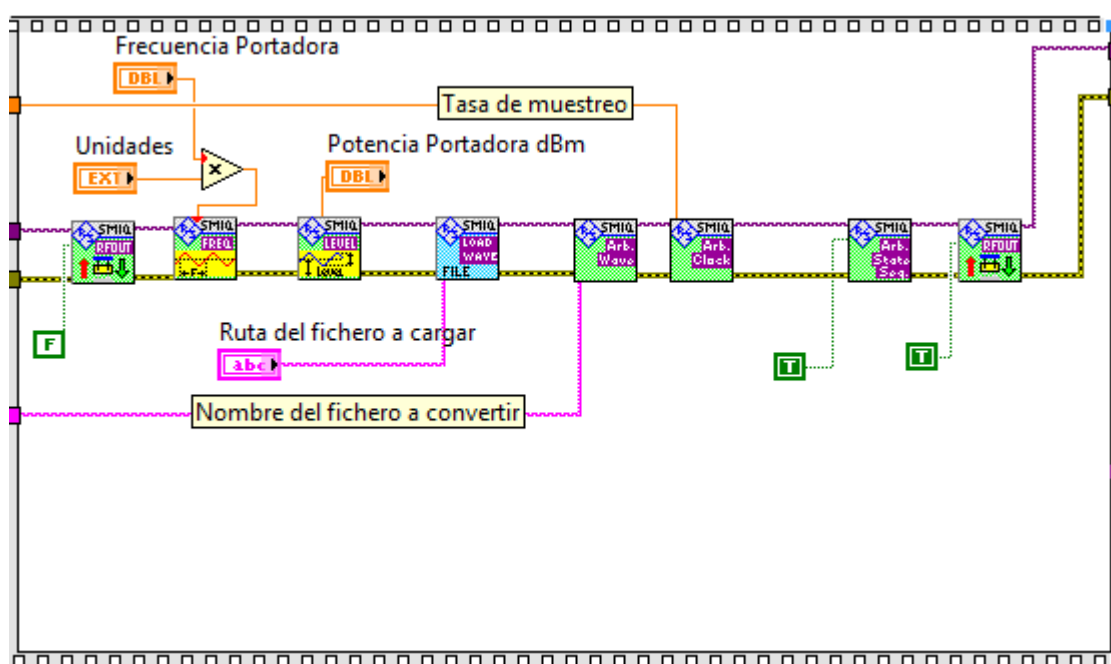 Frecuencia Portadora
DBL
Tasa de muestreo
Unidades
Potencia Portadora dBm
EXT
×
DBL
SMIQ
RFOUT
SMIQ
FREQ
F
SMIQ
LEVEL
Level
SMIQ
LOAD
WAVE
FILE
SMIQ
Arb.
Wave
SMIQ
Arb.
Clock
SMIQ
Arb.
State
Seq.
SMIQ
RFOUT
F
Ruta del fichero a cargar
abc
T
T
Nombre del fichero a convertir